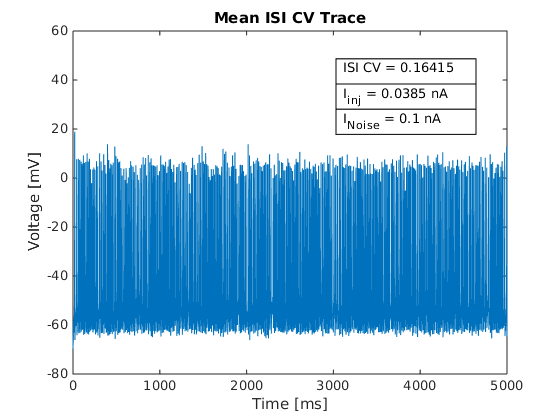 Mean ISI CV Trace
60
40
20
0
-20
-40
-60
-80
Voltage [mV]
ISI CV = 0.16415
I_inj = 0.0385 nA
I_Noise = 0.1 nA
0 1000 2000 3000 4000 5000
Time [ms]